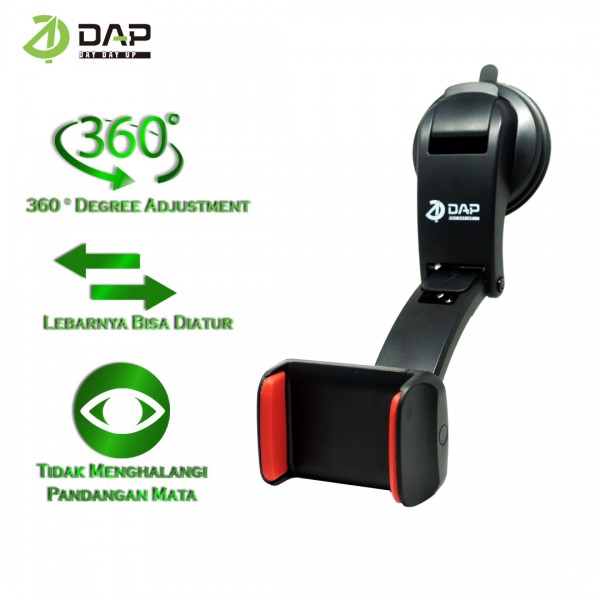 DAP
DAY DAY UP
360°
360 ° Degree Adjustment
Lebarnya Bisa Diatur
Tidak Menghalangi
Pandangan Mata
DAP